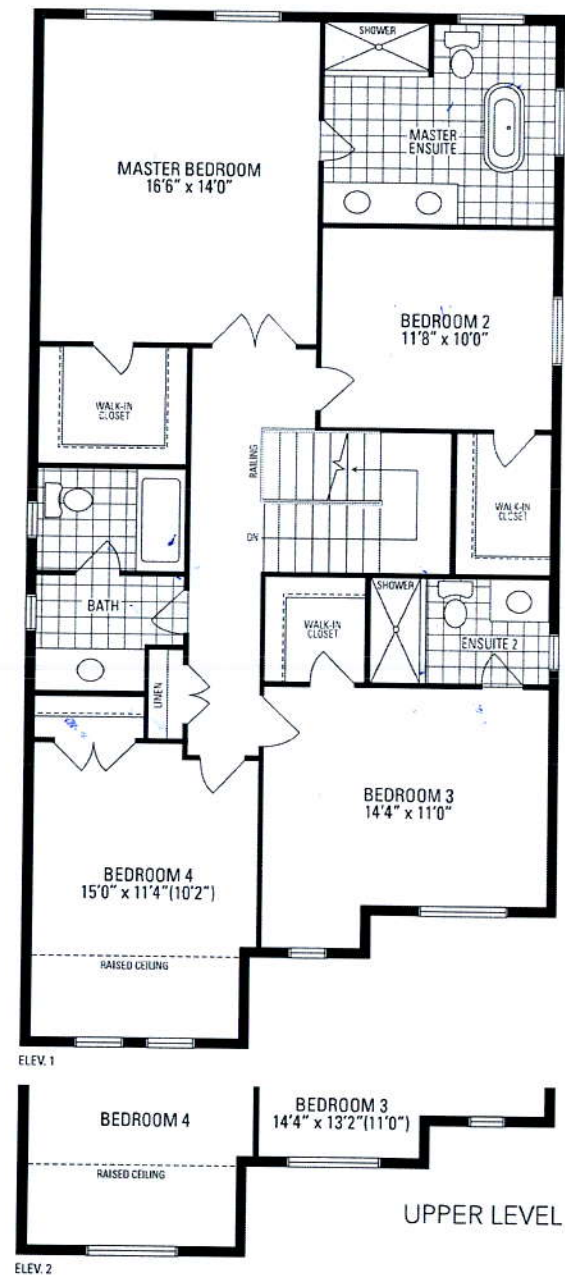 SHOWER
MASTER
ENSUITE
MASTER BEDROOM
16'6" x 14'0"
BEDROOM 2
11'8" x 10'0"
WALK-IN
CLOSET
RAILING
WALK-IN
CLOSET
DN
BATH
SHOWER
WALK-IN
CLOSET
ENSUITE 2
LINEN
BEDROOM 3
14'4" x 11'0"
BEDROOM 4
15'0" x 11'4"(10'2")
RAISED CEILING
ELEV. 1
BEDROOM 4
BEDROOM 3
14'4" x 13'2"(11'0")
RAISED CEILING
UPPER LEVEL
ELEV. 2